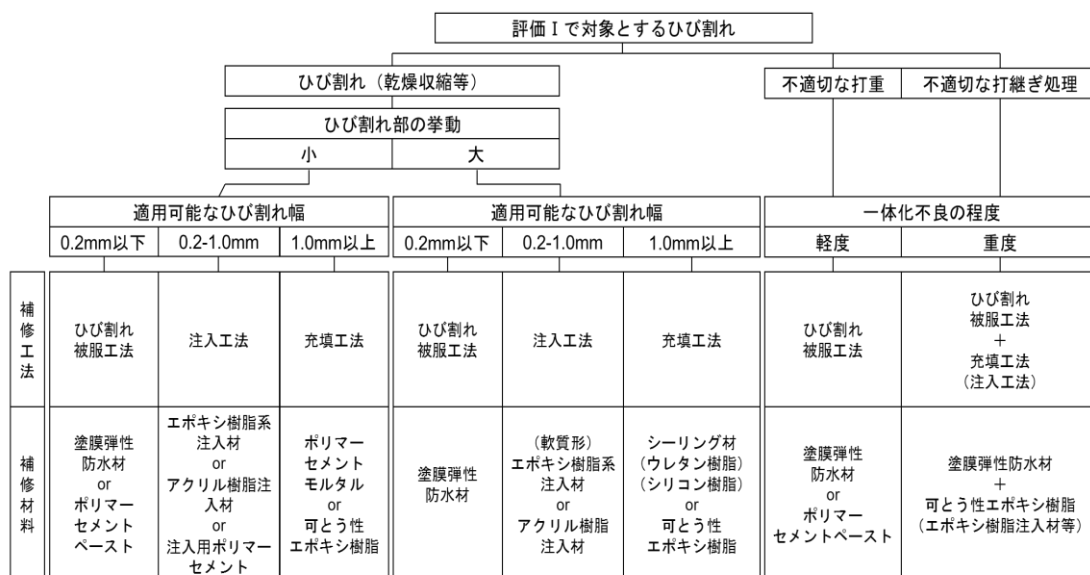 評価Ⅰで対象とするひび割れ
ひび割れ（乾燥収縮等）
不適切な打重
不適切な打継ぎ処理
ひび割れ部の挙動
小
大
適用可能なひび割れ幅
0.2mm以下
0.2-1.0mm
1.0mm以上
適用可能なひび割れ幅
0.2mm以下
0.2-1.0mm
1.0mm以上
一体化不良の程度
軽度
重度
補修工法
ひび割れ
被服工法
注入工法
充填工法
ひび割れ
被服工法
注入工法
充填工法
ひび割れ
被服工法
ひび割れ
被服工法
＋
充填工法
（注入工法）
補修材料
塗膜弾性
防水材
or
ポリマー
セメント
ペースト
エポキシ樹脂系
注入材
or
アクリル樹脂注
入材
or
注入用ポリマー
セメント
ポリマー
セメント
モルタル
or
可とう性
エポキシ樹脂
塗膜弾性
防水材
（軟質形）
エポキシ樹脂系
注入材
or
アクリル樹脂
注入材
シーリング材
（ウレタン樹脂）
（シリコン樹脂）
or
可とう性
エポキシ樹脂
塗膜弾性
防水材
or
ポリマー
セメントペースト
塗膜弾性防水材
＋
可とう性エポキシ樹脂
（エポキシ樹脂注入材等）